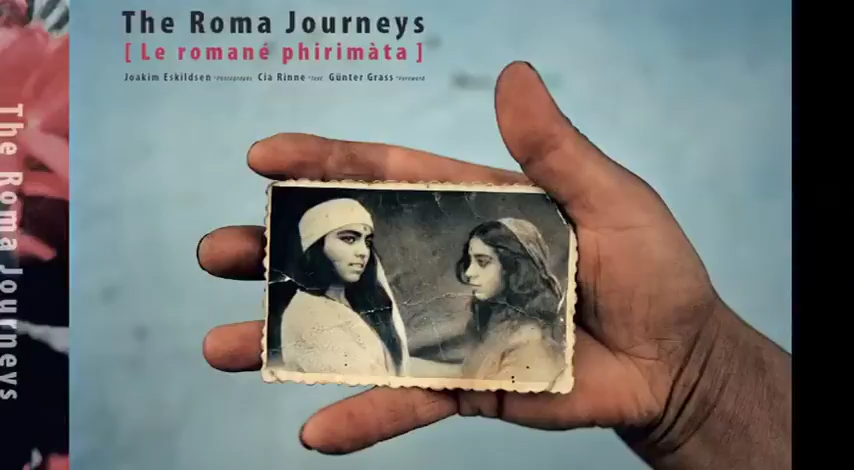 The Roma Journeys
[ Le romané phirimàta ]
Joakim Eskildsen -Photographs Cia Rinne -Text Günter Grass -Foreword
The Roma Journeys